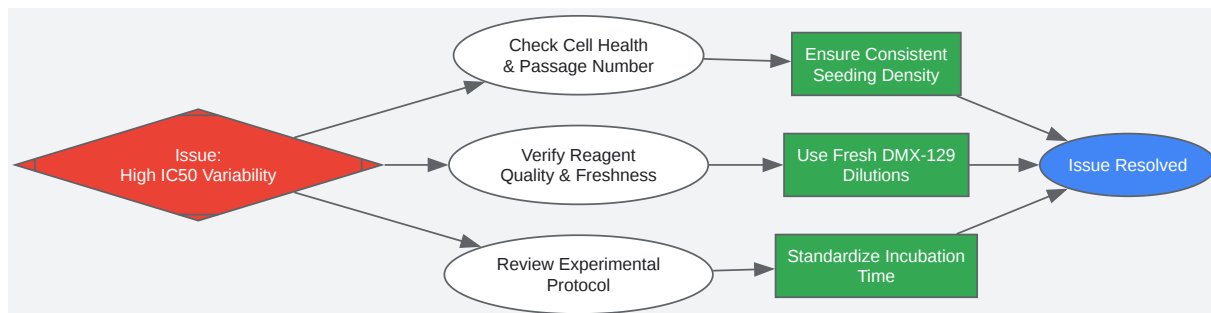 Issue:
High IC50 Variability
Check Cell Health
& Passage Number
Verify Reagent
Quality & Freshness
Review Experimental
Protocol
Ensure Consistent
Seeding Density
Use Fresh DMX-129
Dilutions
Standardize Incubation
Time
Issue Resolved